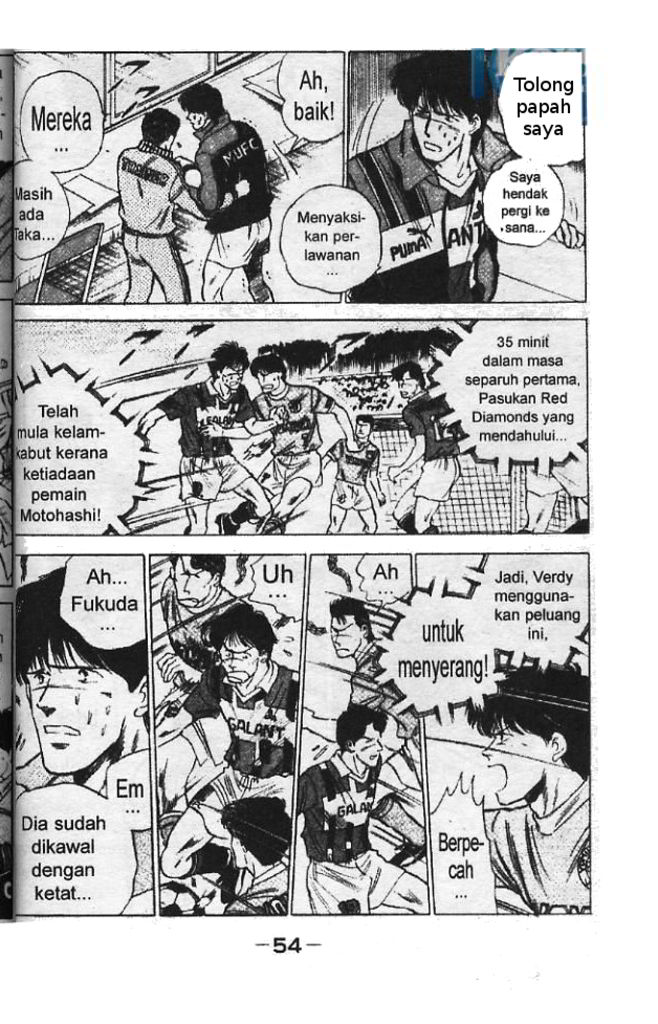 Tolong
papah
saya
Saya
hendak
pergi ke
sana...
PUMA
ANT
Ah,
baik!
MUFC
Menyaksi-
kan per-
lawanan
...
Mereka
...
Masih
ada
Taka...
35 minit
dalam masa
separuh pertama,
Pasukan Red
Diamonds yang
mendahului...
Telah
mula kelam-
kabut kerana
ketiadaan
pemain
Motohashi!
Jadi, Verdy
mengguna-
kan peluang
ini,
untuk
menyerang!
Berpe-
cah
...
Ah
...
GALAN
Uh
...
GALANT
Ah...
Fukuda
...
Em
...
Dia sudah
dikawal
dengan
ketat...
—54—